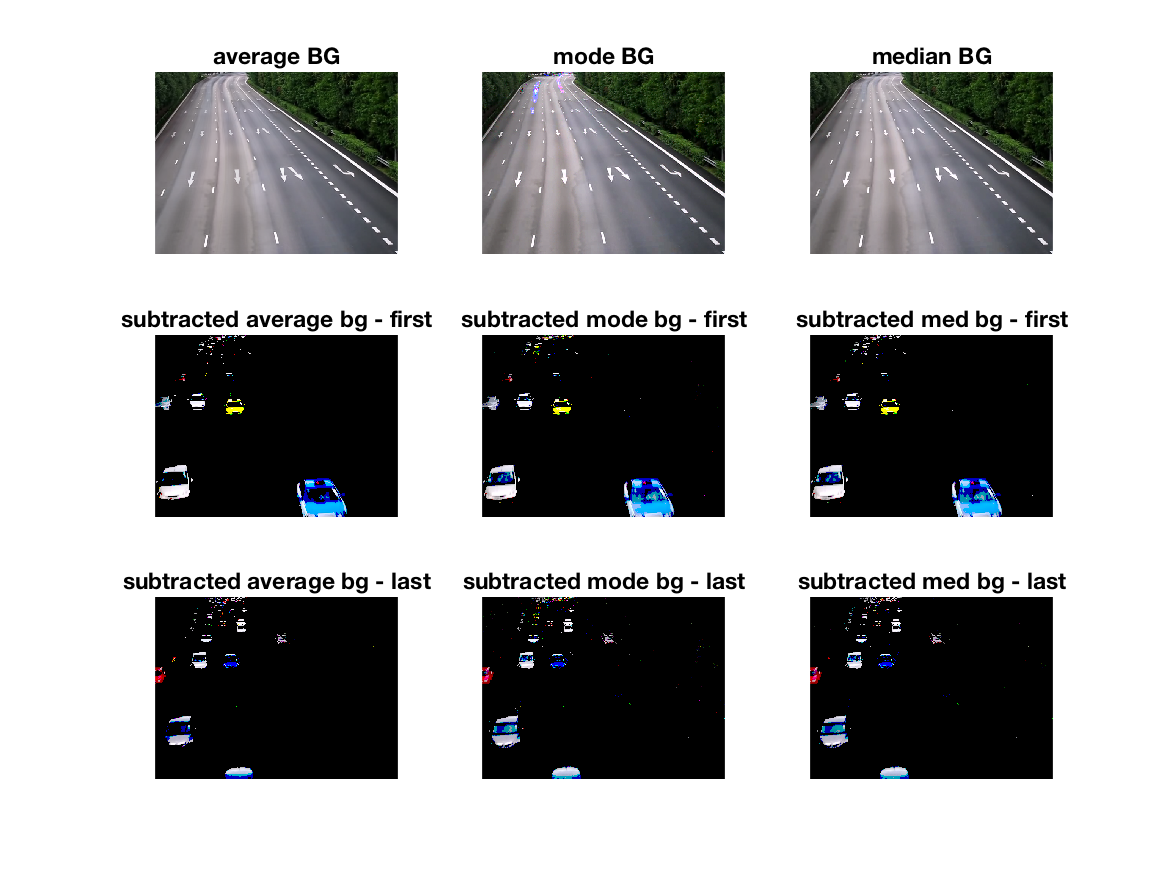 average BG
mode BG
median BG
subtracted average bg - first
subtracted mode bg - first
subtracted med bg - first
subtracted average bg - last
subtracted mode bg - last
subtracted med bg - last